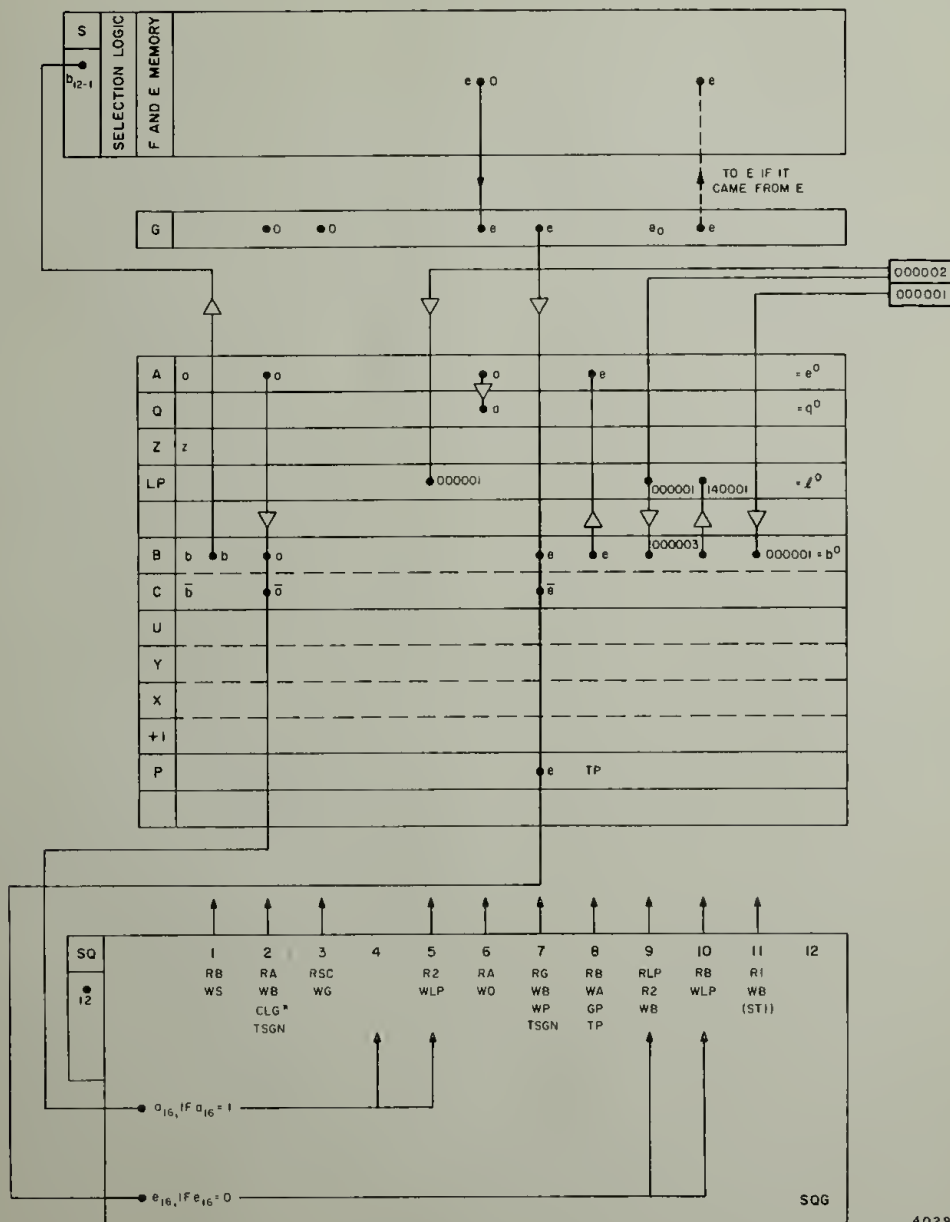 S
SELECTION LOGIC
F AND E MEMORY
b12-1
e 0
e
TO E IF IT
CAME FROM E
G
0 0 e e e0 e
000002
000001
A a a a e = e0
Q a = q0
Z z
LP 000001 000001 140001 = ℓ0
B b b a e e 000003 000001 = b0
C b̄ ā ē
U
Y
X
+1
P e TP
SQ 1 2 3 4 5 6 7 8 9 10 11 12
RB RA RSC R2 RA RG RB RLP RB R1
WS WB WG WLP WQ WB WA R2 WLP WB
CLG* WP GP WB (ST1)
TSGN TSGN TP
12
a16, IF a16=1
e16, IF e16=0
SQG